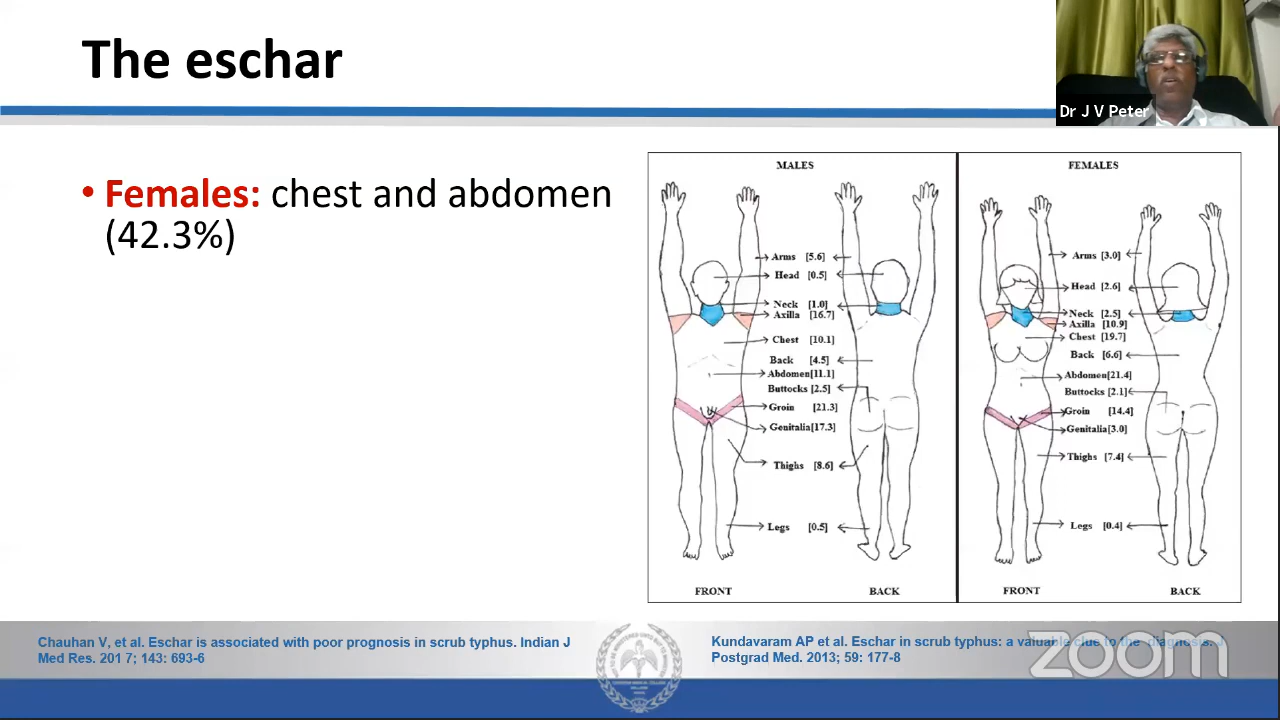 The eschar
Dr J V Peter
• Females: chest and abdomen
(42.3%)
MALES
Arms [5.6]
Head [0.5]
Neck [1.0]
Axilla [16.7]
Chest [10.1]
Back [4.5]
Abdomen[11.1]
Buttocks [2.5]
Groin [21.3]
Genitalia[17.3]
Thighs [8.6]
Legs [0.5]
FRONT
BACK
FEMALES
Arms [3.0]
Head [2.6]
Neck [2.5]
Axilla [10.9]
Chest [19.7]
Back [6.6]
Abdomen[21.4]
Buttocks [2.1]
Groin [14.4]
Genitalia[3.0]
Thighs [7.4]
Legs [0.4]
FRONT
BACK
Chauhan V, et al. Eschar is associated with poor prognosis in scrub typhus. Indian J
Med Res. 201 7; 143: 693-6
Kundavaram AP et al. Eschar in scrub typhus: a valuable clue to the diagnosis. J
Postgrad Med. 2013; 59: 177-8
zoom